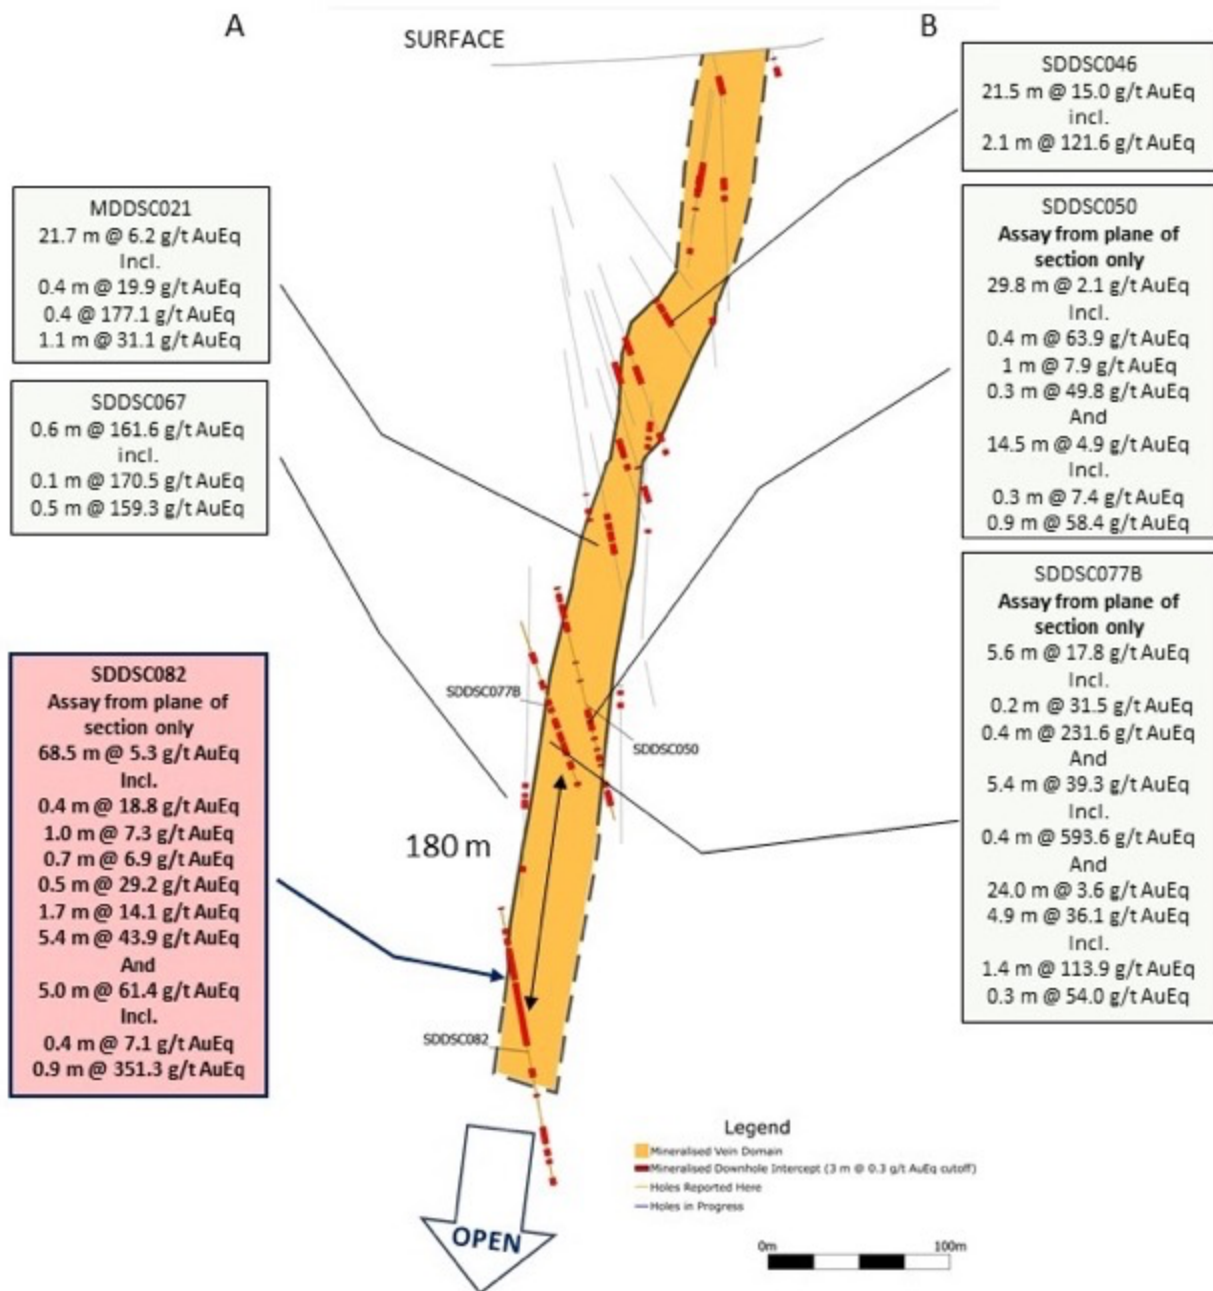 A
B
SURFACE
SDDSC046
21.5 m @ 15.0 g/t AuEq
incl.
2.1 m @ 121.6 g/t AuEq
MDDSC021
21.7 m @ 6.2 g/t AuEq
Incl.
0.4 m @ 19.9 g/t AuEq
0.4 @ 177.1 g/t AuEq
1.1 m @ 31.1 g/t AuEq
SDDSC050
Assay from plane of
section only
29.8 m @ 2.1 g/t AuEq
Incl.
0.4 m @ 63.9 g/t AuEq
1 m @ 7.9 g/t AuEq
0.3 m @ 49.8 g/t AuEq
And
14.5 m @ 4.9 g/t AuEq
Incl.
0.3 m @ 7.4 g/t AuEq
0.9 m @ 58.4 g/t AuEq
SDDSC067
0.6 m @ 161.6 g/t AuEq
incl.
0.1 m @ 170.5 g/t AuEq
0.5 m @ 159.3 g/t AuEq
SDDSC077B
Assay from plane of
section only
5.6 m @ 17.8 g/t AuEq
Incl.
0.2 m @ 31.5 g/t AuEq
0.4 m @ 231.6 g/t AuEq
And
5.4 m @ 39.3 g/t AuEq
Incl.
0.4 m @ 593.6 g/t AuEq
And
24.0 m @ 3.6 g/t AuEq
4.9 m @ 36.1 g/t AuEq
Incl.
1.4 m @ 113.9 g/t AuEq
0.3 m @ 54.0 g/t AuEq
SDDSC082
Assay from plane of
section only
68.5 m @ 5.3 g/t AuEq
Incl.
0.4 m @ 18.8 g/t AuEq
1.0 m @ 7.3 g/t AuEq
0.7 m @ 6.9 g/t AuEq
0.5 m @ 29.2 g/t AuEq
1.7 m @ 14.1 g/t AuEq
5.4 m @ 43.9 g/t AuEq
And
5.0 m @ 61.4 g/t AuEq
Incl.
0.4 m @ 7.1 g/t AuEq
0.9 m @ 351.3 g/t AuEq
SDDSC077B
SDDSC050
180 m
SDDSC082
OPEN
Legend
Mineralised Vein Domain
Mineralised Downhole Intercept (3 m @ 0.3 g/t AuEq cutoff)
Holes Reported Here
Holes in Progress
0m
100m